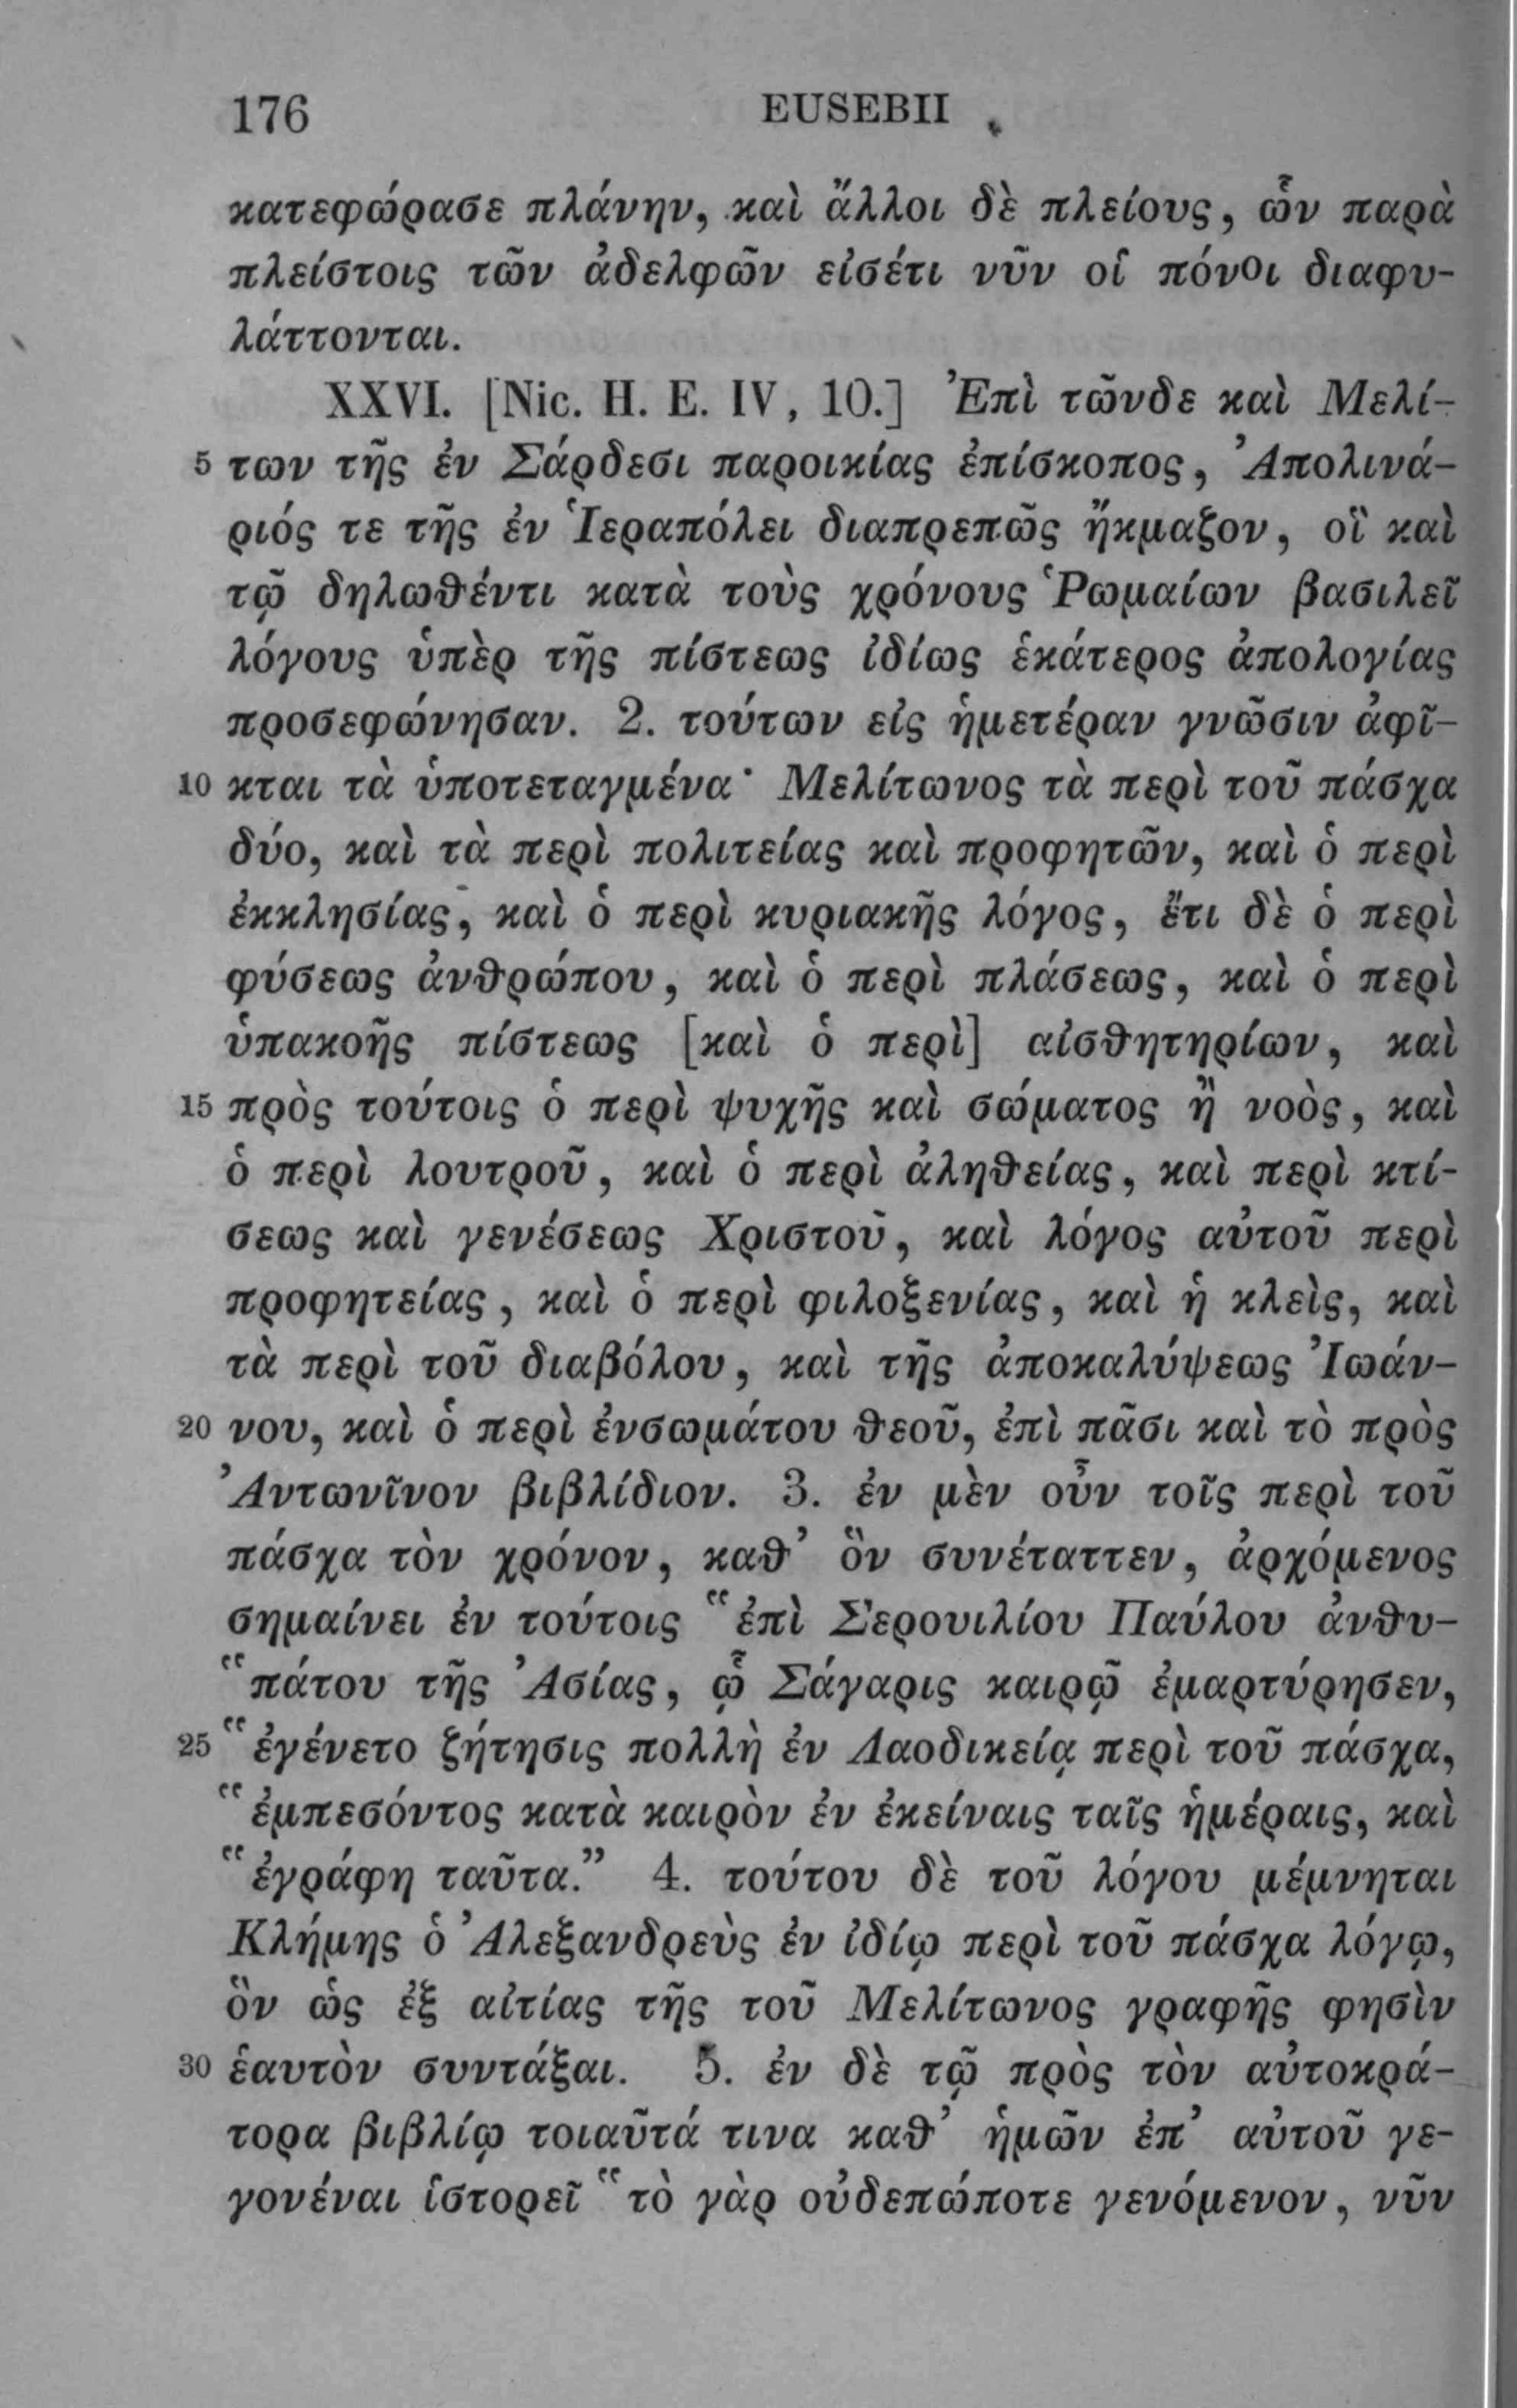 176 EUSEBII
κατεφώρασε πλάνην, καὶ ἄλλοι δὲ πλείους, ὧν παρὰ
πλείστοις τῶν ἀδελφῶν εἰσέτι νῦν οἱ πόνοι διαφυ-
λάττονται.
XXVI. [Nic. H. E. IV, 10.] Ἐπὶ τῶνδε καὶ Μελί-
5 των τῆς ἐν Σάρδεσι παροικίας ἐπίσκοπος, Ἀπολινά-
ριός τε τῆς ἐν Ἱεραπόλει διαπρεπῶς ἤκμαζον, οἳ καὶ
τῷ δηλωθέντι κατὰ τοὺς χρόνους Ῥωμαίων βασιλεῖ
λόγους ὑπὲρ τῆς πίστεως ἰδίως ἑκάτερος ἀπολογίας
προσεφώνησαν. 2. τούτων εἰς ἡμετέραν γνῶσιν ἀφῖ-
10 κται τὰ ὑποτεταγμένα· Μελίτωνος τὰ περὶ τοῦ πάσχα
δύο, καὶ τὰ περὶ πολιτείας καὶ προφητῶν, καὶ ὁ περὶ
ἐκκλησίας, καὶ ὁ περὶ κυριακῆς λόγος, ἔτι δὲ ὁ περὶ
φύσεως ἀνθρώπου, καὶ ὁ περὶ πλάσεως, καὶ ὁ περὶ
ὑπακοῆς πίστεως [καὶ ὁ περὶ] αἰσθητηρίων, καὶ
15 πρὸς τούτοις ὁ περὶ ψυχῆς καὶ σώματος ἢ νοὸς, καὶ
ὁ περὶ λουτροῦ, καὶ ὁ περὶ ἀληθείας, καὶ περὶ κτί-
σεως καὶ γενέσεως Χριστοῦ, καὶ λόγος αὐτοῦ περὶ
προφητείας, καὶ ὁ περὶ φιλοξενίας, καὶ ἡ κλεὶς, καὶ
τὰ περὶ τοῦ διαβόλου, καὶ τῆς ἀποκαλύψεως Ἰωάν-
20 νου, καὶ ὁ περὶ ἐνσωμάτου θεοῦ, ἐπὶ πᾶσι καὶ τὸ πρὸς
Ἀντωνῖνον βιβλίδιον. 3. ἐν μὲν οὖν τοῖς περὶ τοῦ
πάσχα τὸν χρόνον, καθ’ ὃν συνέταττεν, ἀρχόμενος
σημαίνει ἐν τούτοις “ἐπὶ Σερουιλίου Παύλου ἀνθυ-
“πάτου τῆς Ἀσίας, ᾧ Σάγαρις καιρῷ ἐμαρτύρησεν,
25 “ἐγένετο ζήτησις πολλὴ ἐν Λαοδικείᾳ περὶ τοῦ πάσχα,
“ἐμπεσόντος κατὰ καιρὸν ἐν ἐκείναις ταῖς ἡμέραις, καὶ
“ἐγράφη ταῦτα.” 4. τούτου δὲ τοῦ λόγου μέμνηται
Κλήμης ὁ Ἀλεξανδρεὺς ἐν ἰδίῳ περὶ τοῦ πάσχα λόγῳ,
ὃν ὡς ἐξ αἰτίας τῆς τοῦ Μελίτωνος γραφῆς φησὶν
30 ἑαυτὸν συντάξαι. 5. ἐν δὲ τῷ πρὸς τὸν αὐτοκρά-
τορα βιβλίῳ τοιαῦτά τινα καθ’ ἡμῶν ἐπ’ αὐτοῦ γε-
γονέναι ἱστορεῖ “τὸ γὰρ οὐδεπώποτε γενόμενον, νῦν